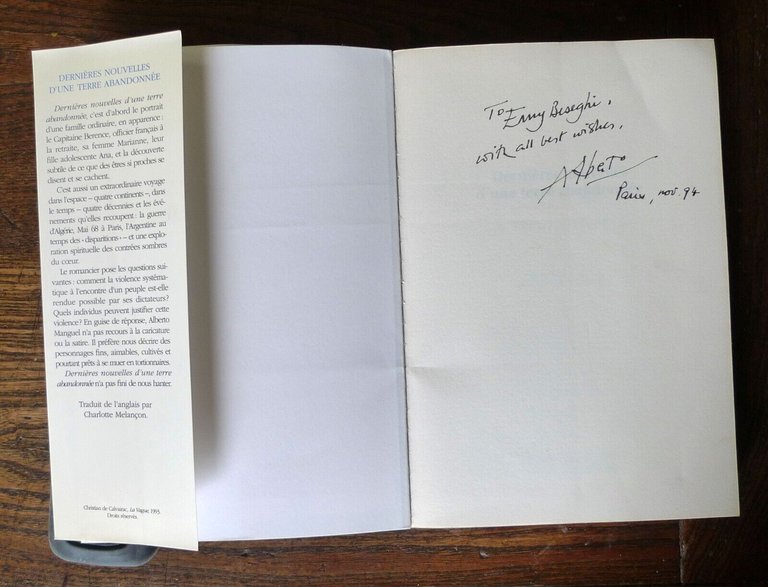 DERNIÈRES NOUVELLES
D'UNE TERRE ABANDONNÉE
Dernières nouvelles d'une terre
abandonnée, c'est d'abord le portrait
d'une famille ordinaire, en apparence :
le Capitaine Berence, officier français à
la retraite, sa femme Marianne, leur
fille adolescente Ana, et la découverte
subtile de ce que des êtres si proches se
disent et se cachent.
C'est aussi un extraordinaire voyage
dans l'espace – quatre continents –, dans
le temps – quatre décennies et les évé-
nements qu'elles recoupent : la guerre
d'Algérie, Mai 68 à Paris, l'Argentine au
temps des « disparitions » – et une explo-
ration spirituelle des contrées sombres
du cœur.
Le romancier pose les questions sui-
vantes : comment la violence systéma-
tique à l'encontre d'un peuple est-elle
rendue possible par ses dictateurs ?
Quels individus peuvent justifier cette
violence ? En guise de réponse, Alberto
Manguel n'a pas recours à la caricature
ou la satire. Il préfère nous décrire des
personnages fins, aimables, cultivés et
pourtant prêts à se muer en tortionnaires.
Dernières nouvelles d'une terre
abandonnée n'a pas fini de nous hanter.
Traduit de l'anglais par
Charlotte Melançon.
Christian de Calvairac, La Vague, 1993.
Droits réservés.
To Emy Beseghi,
with all best wishes,
Paris, nov. 94